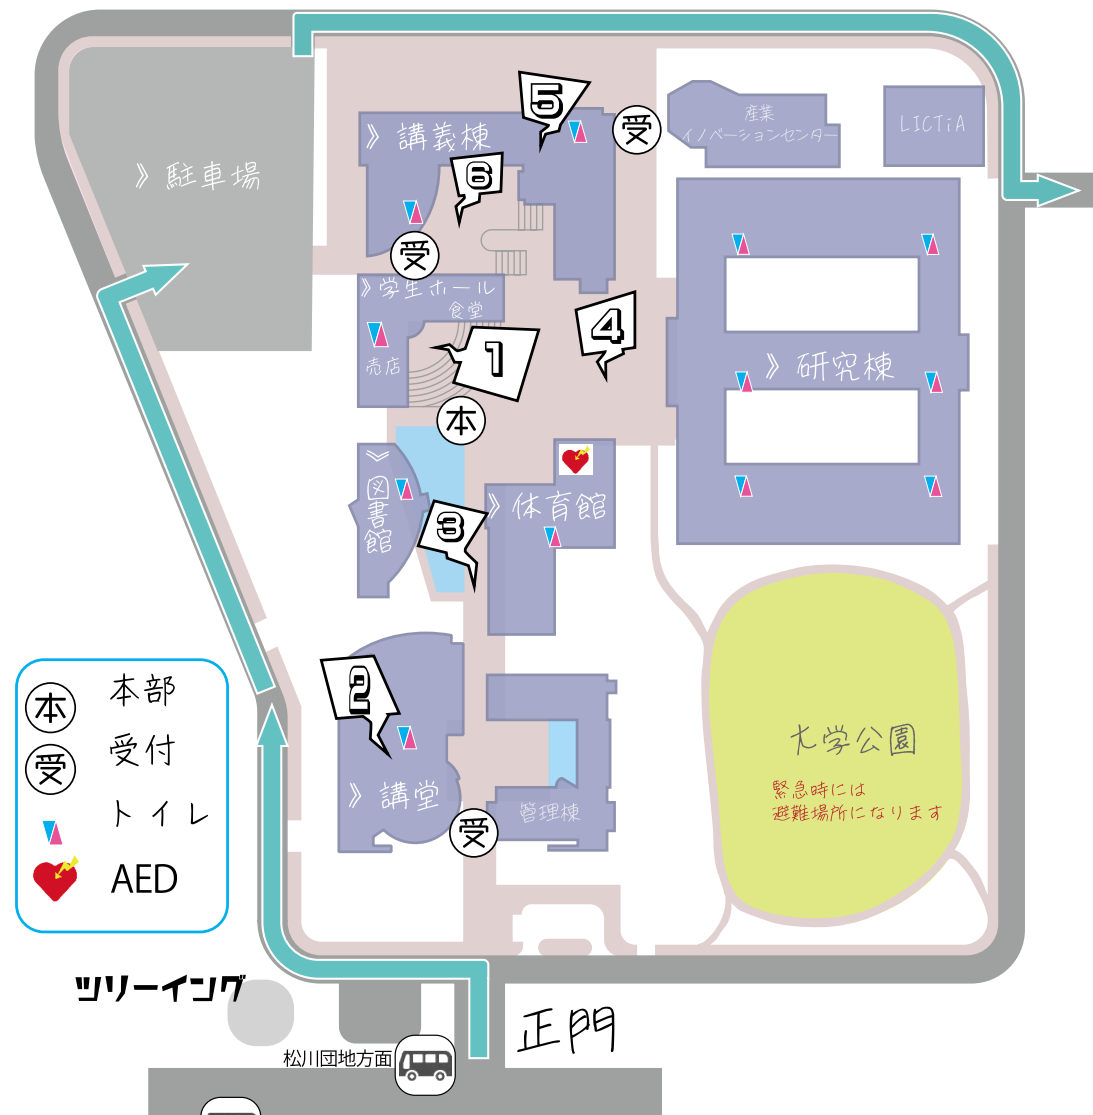 5
受
》講義棟
6
受
産業
イノベーションセンター
LICTiA
》駐車場
》学生ホール
食堂
売店
1
4
本
》研究棟
》図書館
3
》体育館
2
》講堂
受
管理棟
大学公園
緊急時には
避難場所になります
本 本部
受 受付
トイレ
AED
ツリーイング
正門
松川団地方面